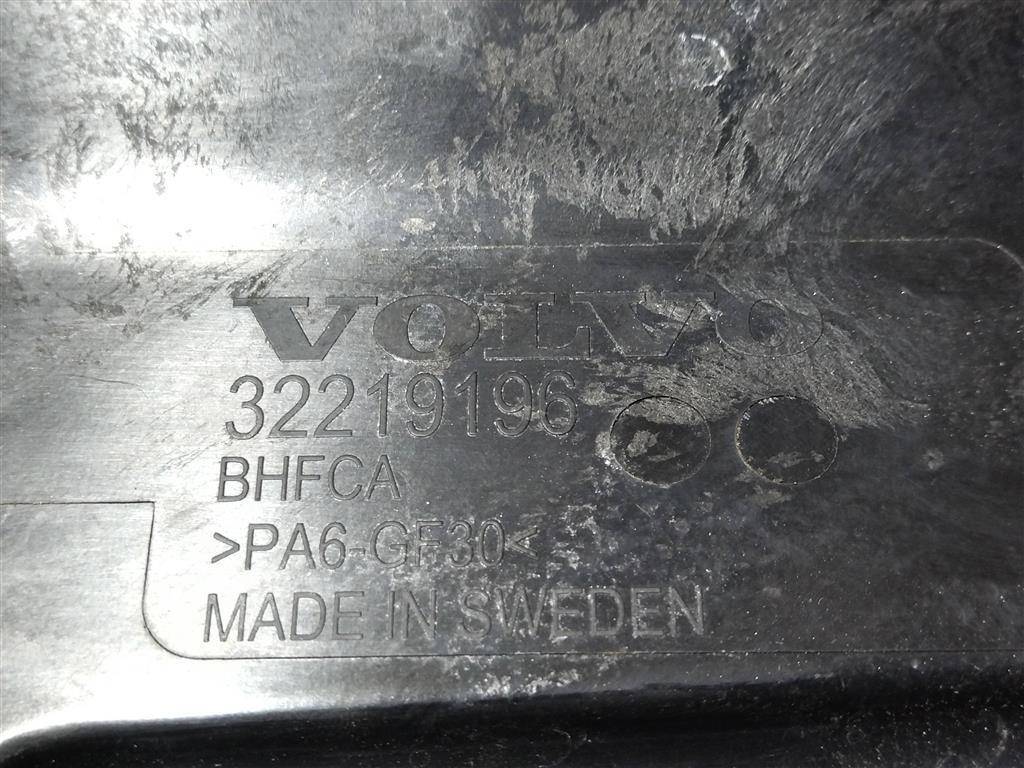 VOLVO
32219196
BHFCA
>PA6-GF30<
MADE IN SWEDEN